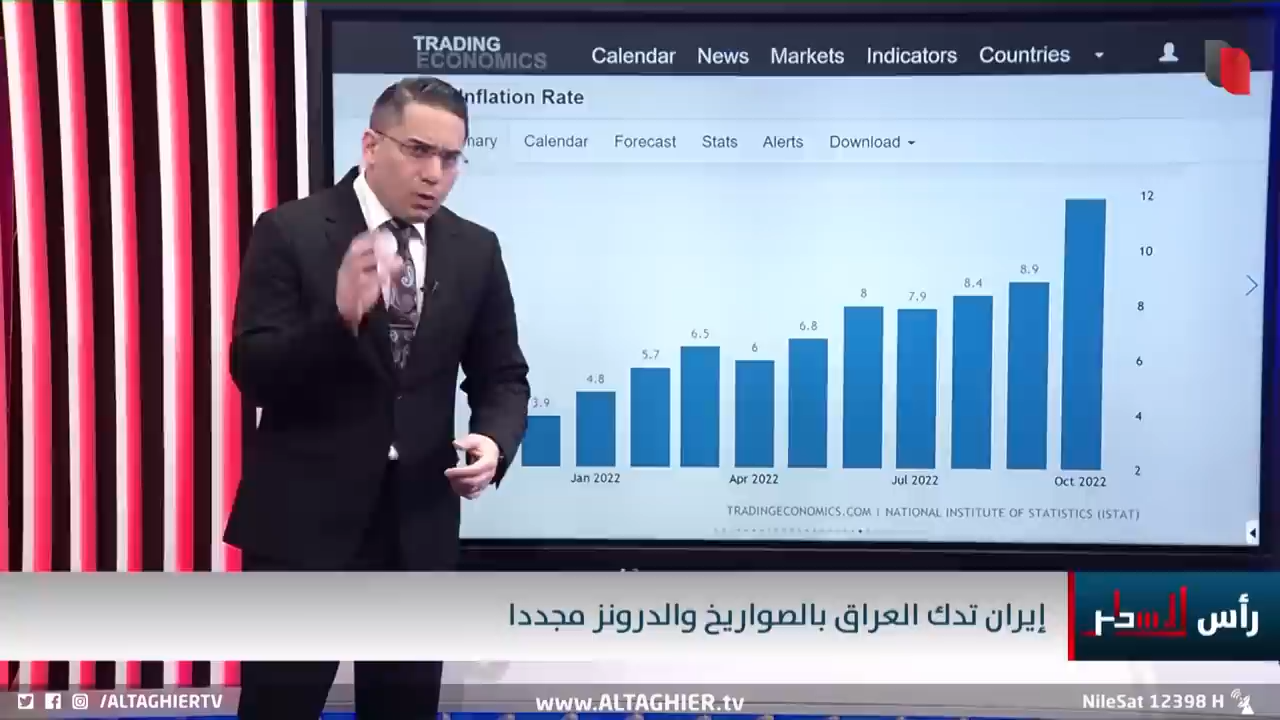 TRADING
ECONOMICS
Calendar News Markets Indicators Countries
Inflation Rate
Calendar Forecast Stats Alerts Download
12
10
8
6
4
2
3.9 4.8 5.7 6.5 6 6.8 8 7.9 8.4 8.9
Jan 2022 Apr 2022 Jul 2022 Oct 2022
TRADINGECONOMICS.COM | NATIONAL INSTITUTE OF STATISTICS (ISTAT)
رأس السطر
إيران تدك العراق بالصواريخ والدرونز مجددا
/ALTAGHIERTV www.ALTAGHIER.tv NileSat 12398 H